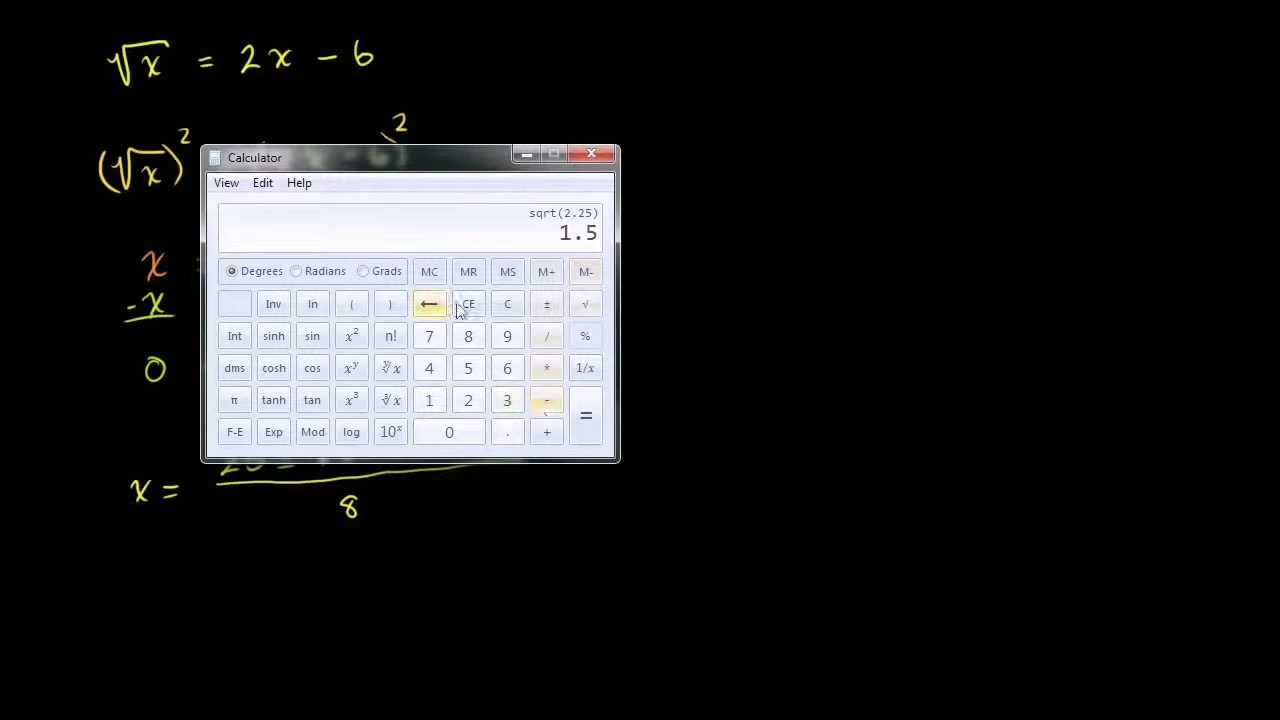 √x = 2x - 6
(√x)² x - 6)²
Calculator
View Edit Help
sqrt(2.25)
1.5
Degrees Radians Grads MC MR MS M+ M-
Inv ln ( ) ← CE C ± √
Int sinh sin x² n! 7 8 9 / %
dms cosh cos xʸ ʸ√x 4 5 6 * 1/x
π tanh tan x³ ³√x 1 2 3 - =
F-E Exp Mod log 10ˣ 0 . +
x
-x
0
x =
8